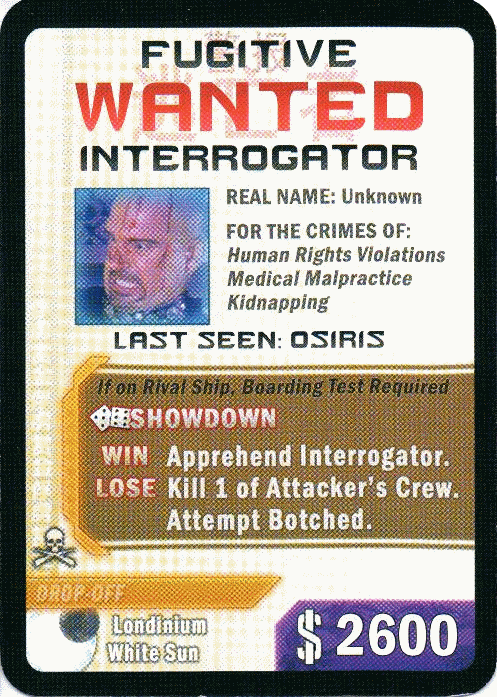 FUGITIVE
WANTED
INTERROGATOR
REAL NAME: Unknown
FOR THE CRIMES OF:
Human Rights Violations
Medical Malpractice
Kidnapping
LAST SEEN: OSIRIS
If on Rival Ship, Boarding Test Required
SHOWDOWN
WIN Apprehend Interrogator.
LOSE Kill 1 of Attacker's Crew.
Attempt Botched.
DROP-OFF
Londinium
White Sun
$ 2600